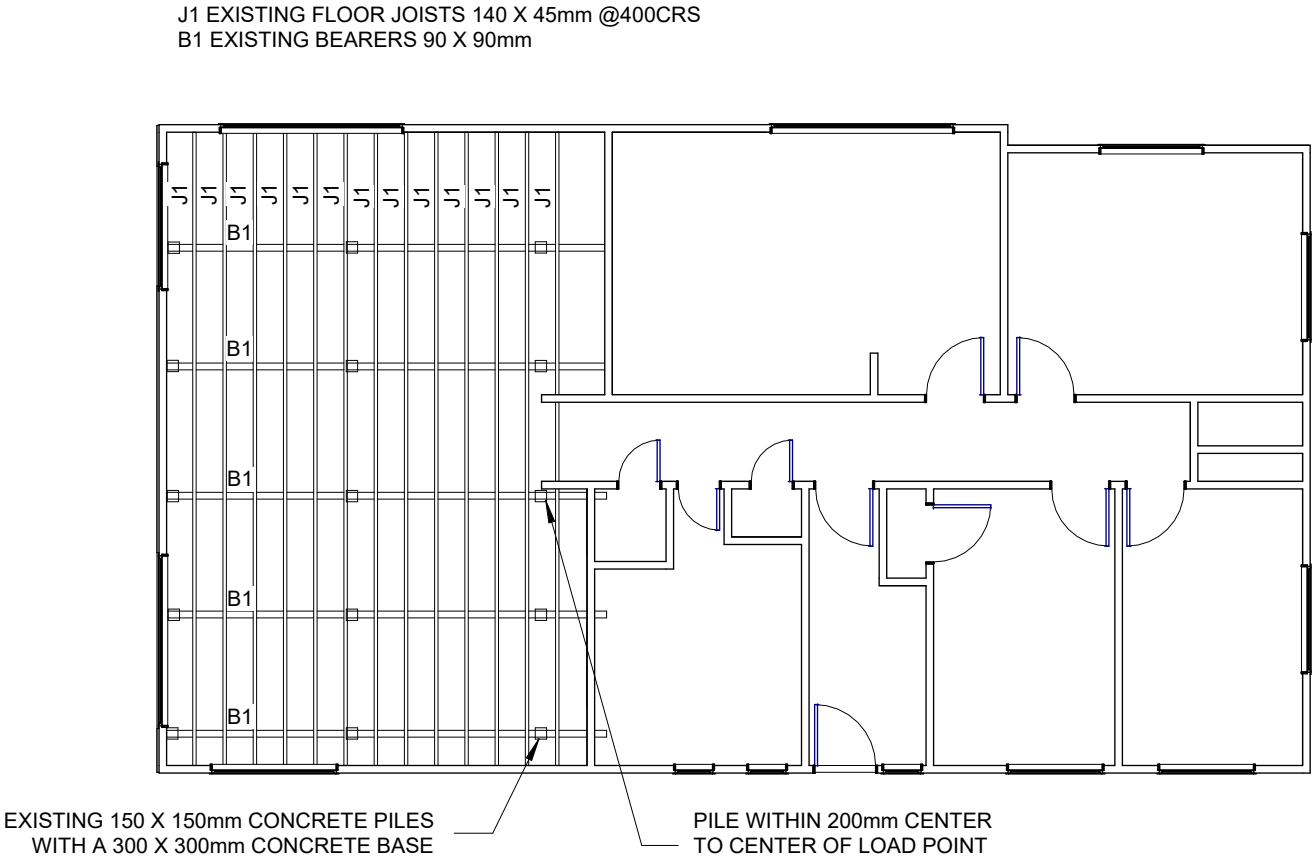 J1 EXISTING FLOOR JOISTS 140 X 45mm @400CRS
B1 EXISTING BEARERS 90 X 90mm
J1 J1 J1 J1 J1 J1 J1 J1 J1 J1 J1 J1 J1
B1
B1
B1
B1
B1
EXISTING 150 X 150mm CONCRETE PILES
WITH A 300 X 300mm CONCRETE BASE
PILE WITHIN 200mm CENTER
TO CENTER OF LOAD POINT